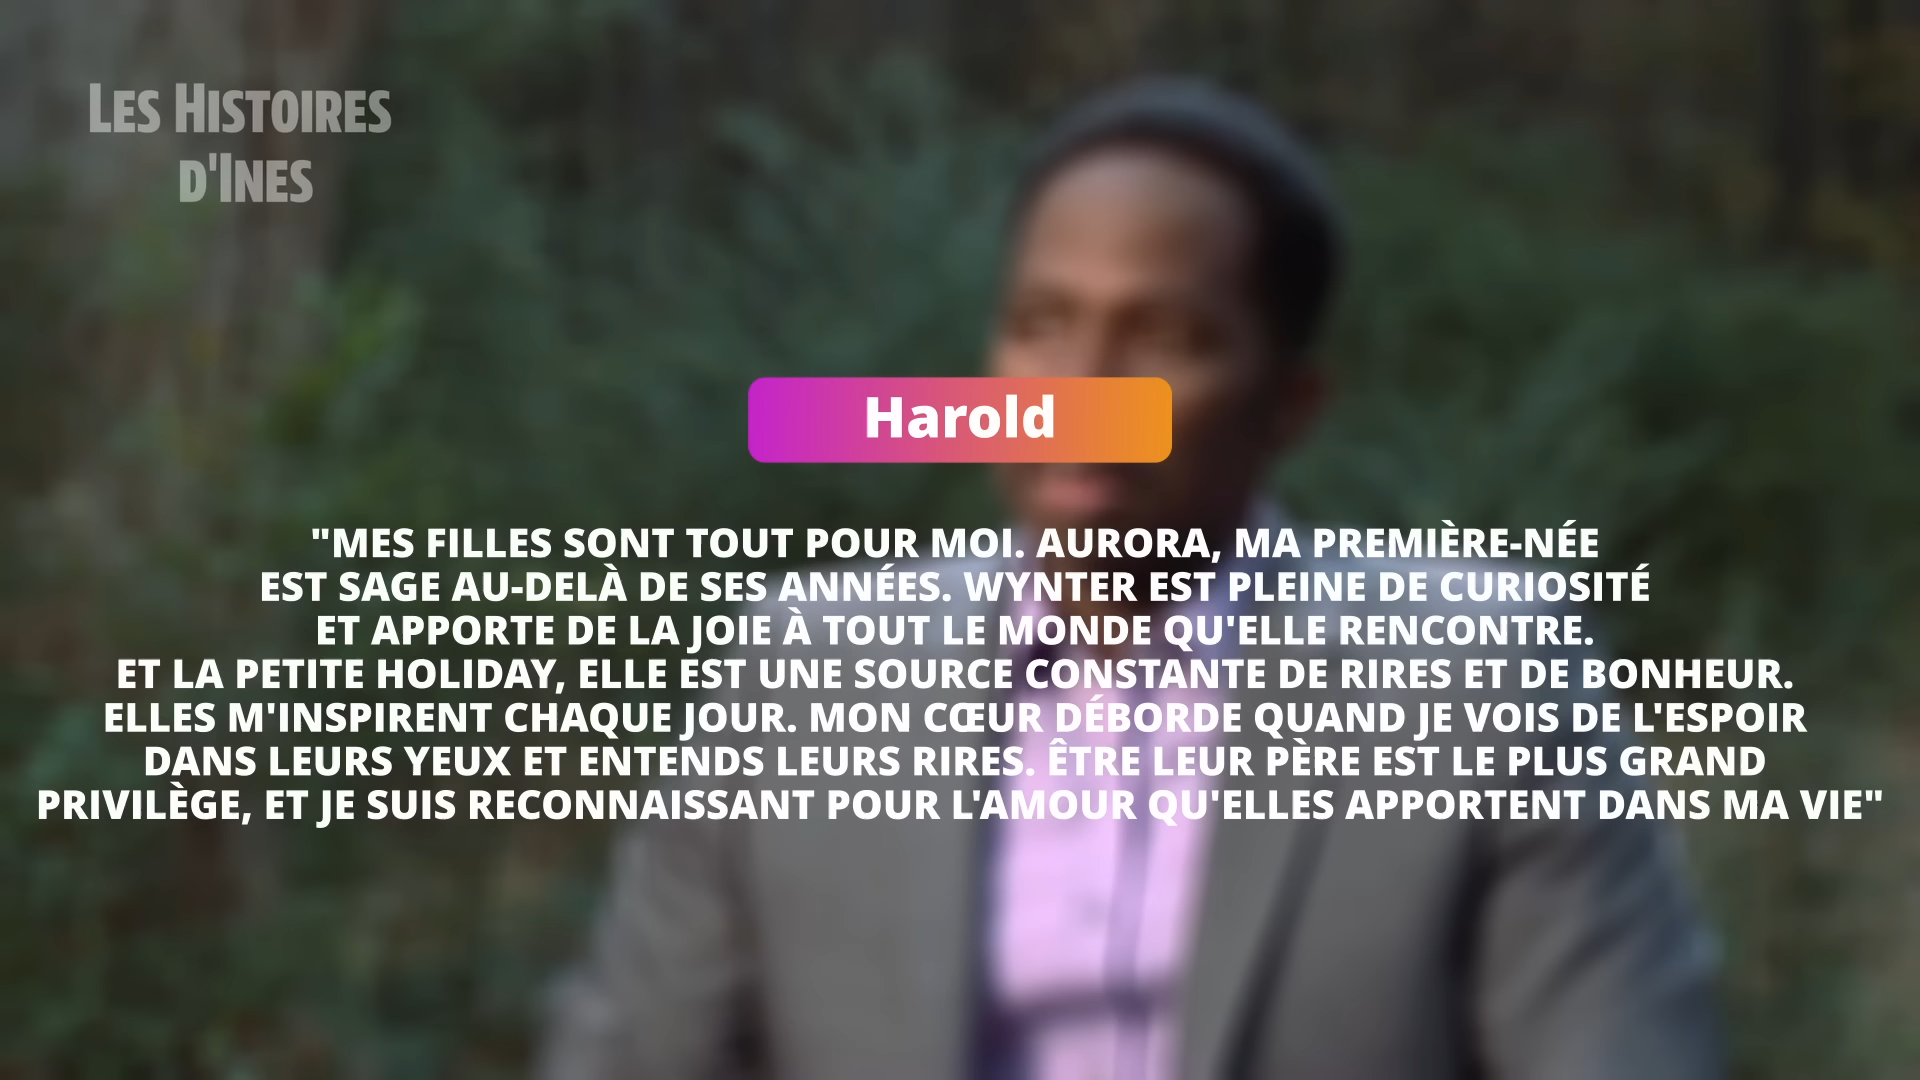 LES HISTOIRES
D'INES
Harold
"MES FILLES SONT TOUT POUR MOI. AURORA, MA PREMIÈRE-NÉE
EST SAGE AU-DELÀ DE SES ANNÉES. WYNTER EST PLEINE DE CURIOSITÉ
ET APPORTE DE LA JOIE À TOUT LE MONDE QU'ELLE RENCONTRE.
ET LA PETITE HOLIDAY, ELLE EST UNE SOURCE CONSTANTE DE RIRES ET DE BONHEUR.
ELLES M'INSPIRENT CHAQUE JOUR. MON CŒUR DÉBORDE QUAND JE VOIS DE L'ESPOIR
DANS LEURS YEUX ET ENTENDS LEURS RIRES. ÊTRE LEUR PÈRE EST LE PLUS GRAND
PRIVILÈGE, ET JE SUIS RECONNAISSANT POUR L'AMOUR QU'ELLES APPORTENT DANS MA VIE"